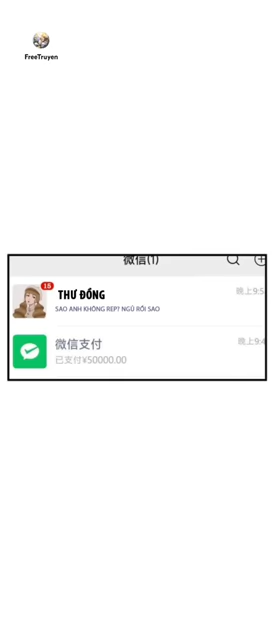 FreeTruyen
微信(1)
15
THƯ ĐỒNG
晚上9:5
SAO ANH KHÔNG REP? NGỦ RỒI SAO
微信支付
晚上9:4
已支付¥50000.00